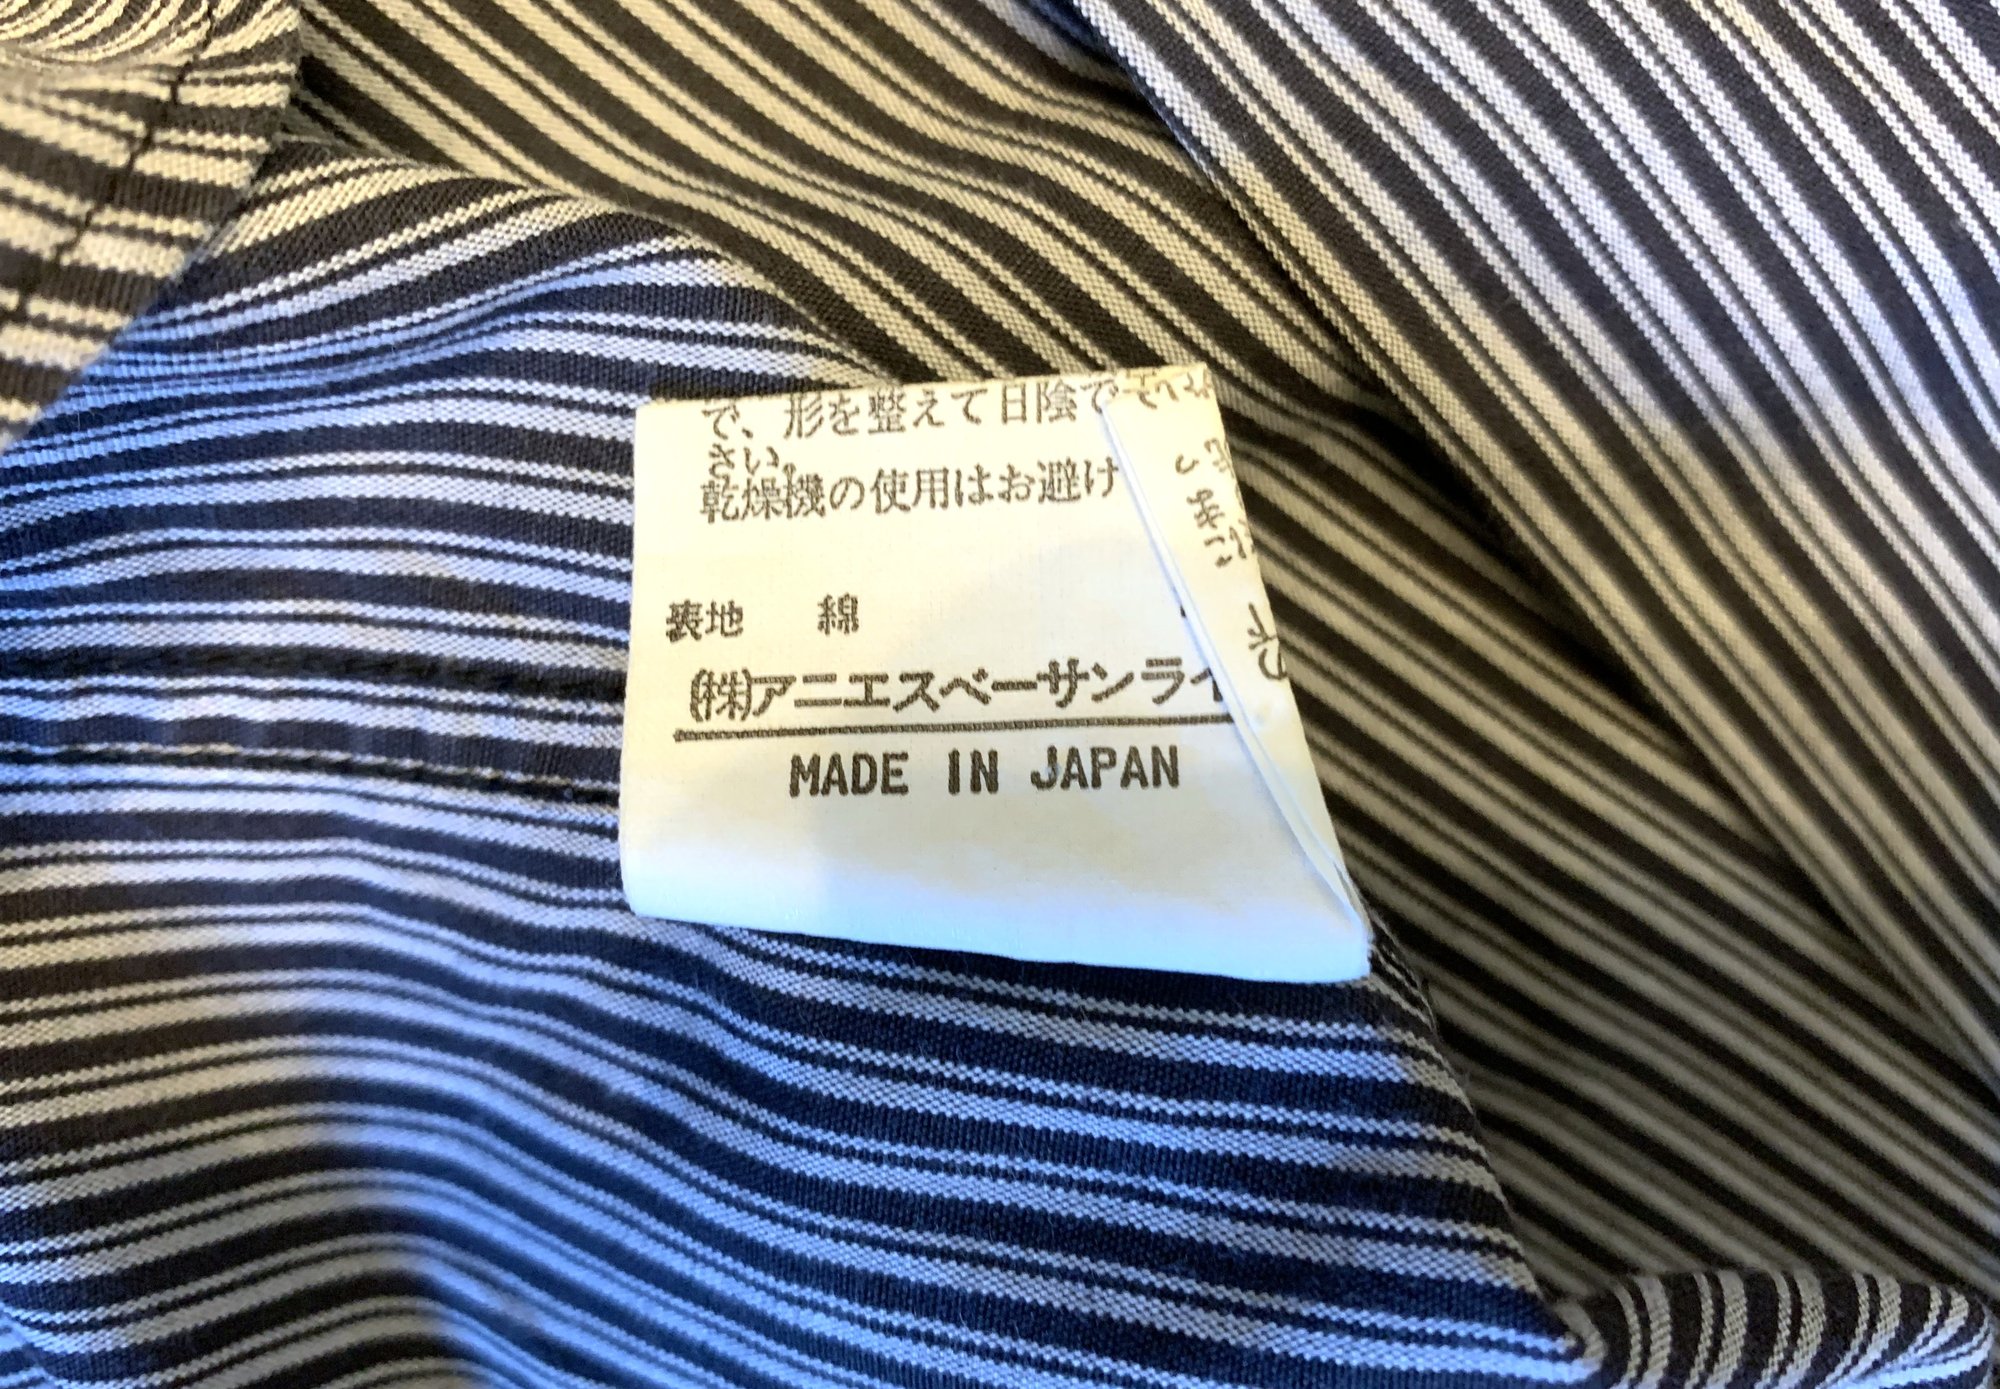 で、形を整えて日陰で
さい。
乾燥機の使用はお避け
表地 綿
(株)アニエスベーサンライ
MADE IN JAPAN